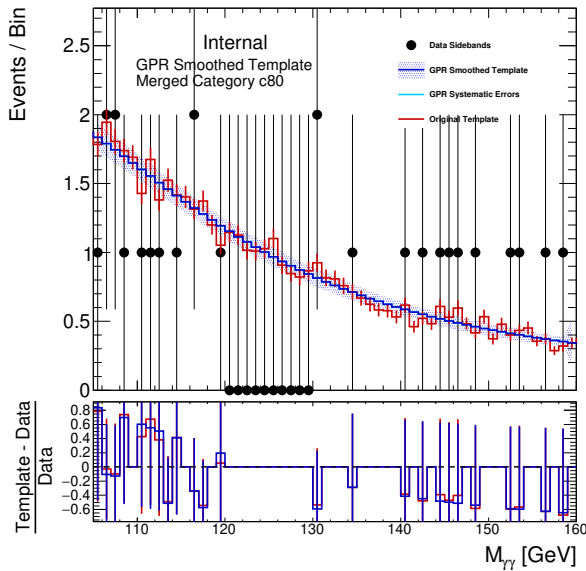 Events / Bin
2.5
2
1.5
1
0.5
0
Internal
GPR Smoothed Template
Merged Category c80
Data Sidebands
GPR Smoothed Template
GPR Systematic Errors
Original Template
Template - Data
Data
0.8
0.6
0.4
0.2
0
−0.2
−0.4
−0.6
110 120 130 140 150 160
Mγγ [GeV]